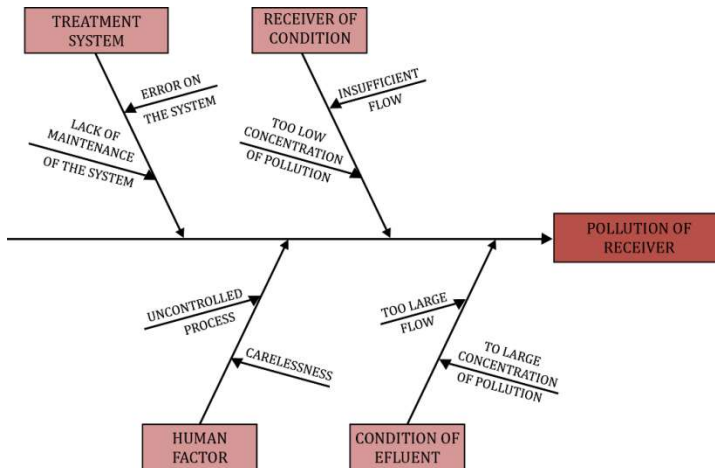 TREATMENT
SYSTEM
RECEIVER OF
CONDITION
ERROR ON
THE SYSTEM
LACK OF
MAINTENANCE
OF THE SYSTEM
INSUFFICIENT
FLOW
TOO LOW
CONCENTRATION
OF POLLUTION
POLLUTION OF
RECEIVER
UNCONTROLLED
PROCESS
CARELESSNESS
TOO LARGE
FLOW
TO LARGE
CONCENTRATION
OF POLLUTION
HUMAN
FACTOR
CONDITION OF
EFLUENT